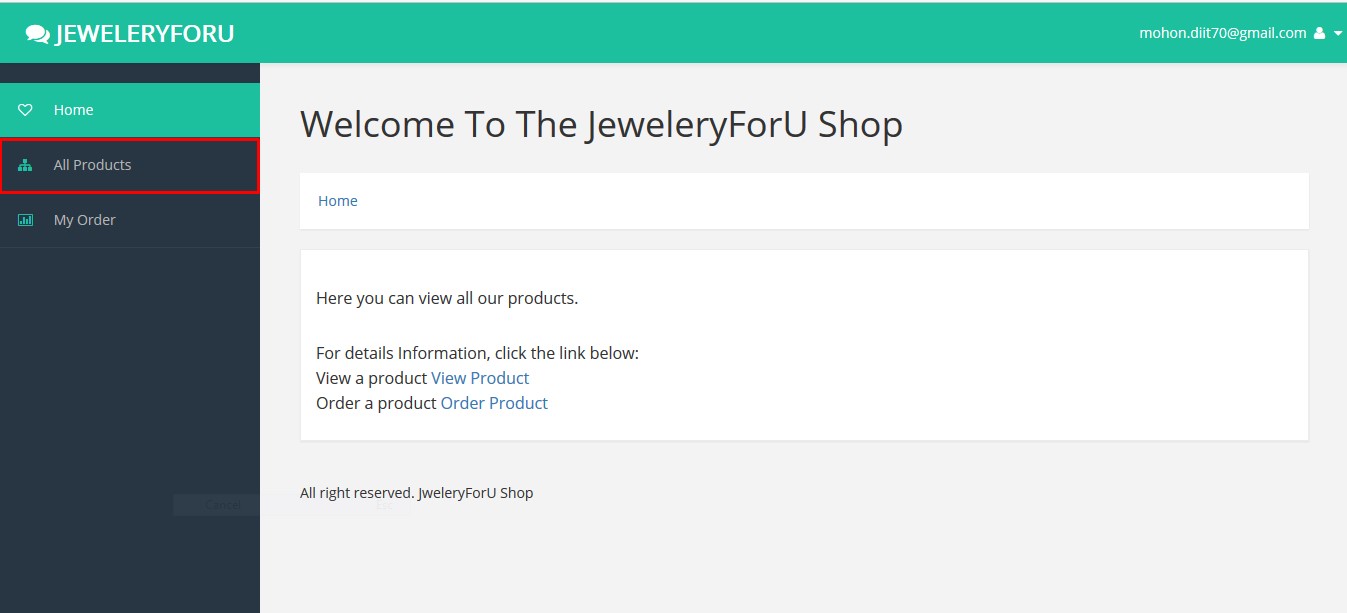 JEWELERYFORU
mohon.diit70@gmail.com
Home
All Products
My Order
Welcome To The JeweleryForU Shop
Home
Here you can view all our products.
For details Information, click the link below:
View a product View Product
Order a product Order Product
All right reserved. JweleryForU Shop
Cancel